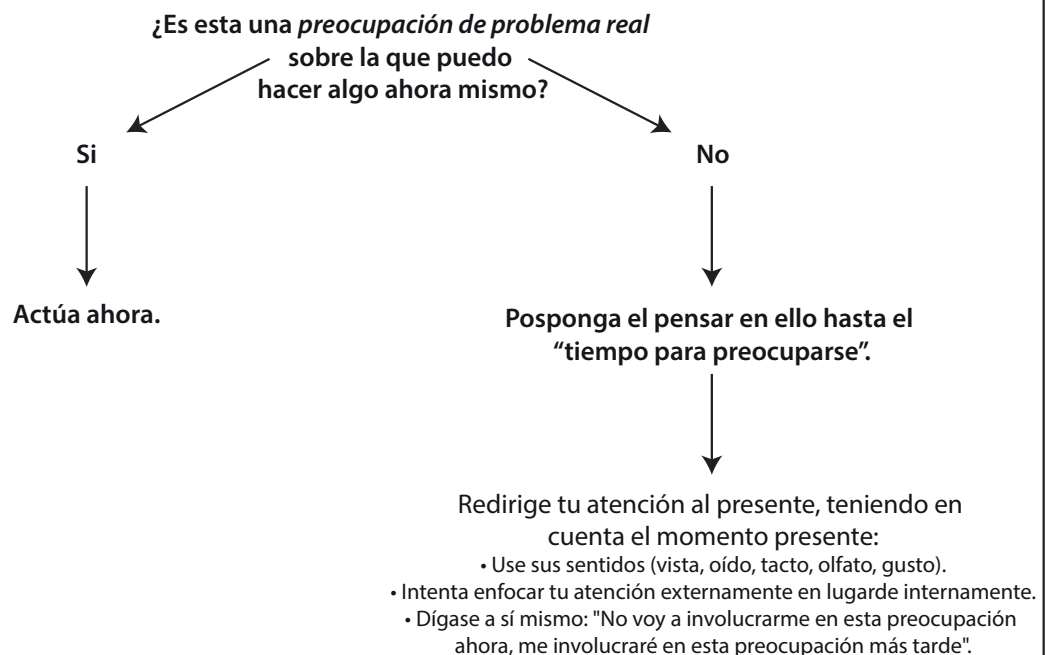 ¿Es esta una preocupación de problema real
sobre la que puedo
hacer algo ahora mismo?
Si
No
Actúa ahora.
Posponga el pensar en ello hasta el
“tiempo para preocuparse”.
Redirige tu atención al presente, teniendo en
cuenta el momento presente:
• Use sus sentidos (vista, oído, tacto, olfato, gusto).
• Intenta enfocar tu atención externamente en lugarde internamente.
• Dígase a sí mismo: "No voy a involucrarme en esta preocupación
ahora, me involucraré en esta preocupación más tarde".